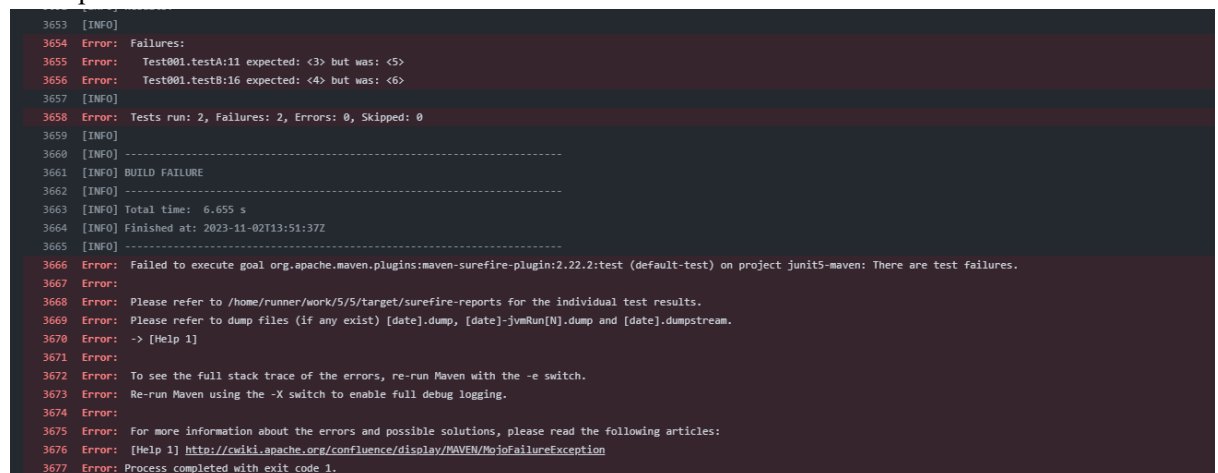 3653 [INFO]
3654 Error: Failures:
3655 Error: Test001.testA:11 expected: <3> but was: <5>
3656 Error: Test001.testB:16 expected: <4> but was: <6>
3657 [INFO]
3658 Error: Tests run: 2, Failures: 2, Errors: 0, Skipped: 0
3659 [INFO]
3660 [INFO] ------------------------------------------------------------------------
3661 [INFO] BUILD FAILURE
3662 [INFO] ------------------------------------------------------------------------
3663 [INFO] Total time: 6.655 s
3664 [INFO] Finished at: 2023-11-02T13:51:37Z
3665 [INFO] ------------------------------------------------------------------------
3666 Error: Failed to execute goal org.apache.maven.plugins:maven-surefire-plugin:2.22.2:test (default-test) on project junit5-maven: There are test failures.
3667 Error:
3668 Error: Please refer to /home/runner/work/5/5/target/surefire-reports for the individual test results.
3669 Error: Please refer to dump files (if any exist) [date].dump, [date]-jvmRun[N].dump and [date].dumpstream.
3670 Error: -> [Help 1]
3671 Error:
3672 Error: To see the full stack trace of the errors, re-run Maven with the -e switch.
3673 Error: Re-run Maven using the -X switch to enable full debug logging.
3674 Error:
3675 Error: For more information about the errors and possible solutions, please read the following articles:
3676 Error: [Help 1] http://cwiki.apache.org/confluence/display/MAVEN/MojoFailureException
3677 Error: Process completed with exit code 1.